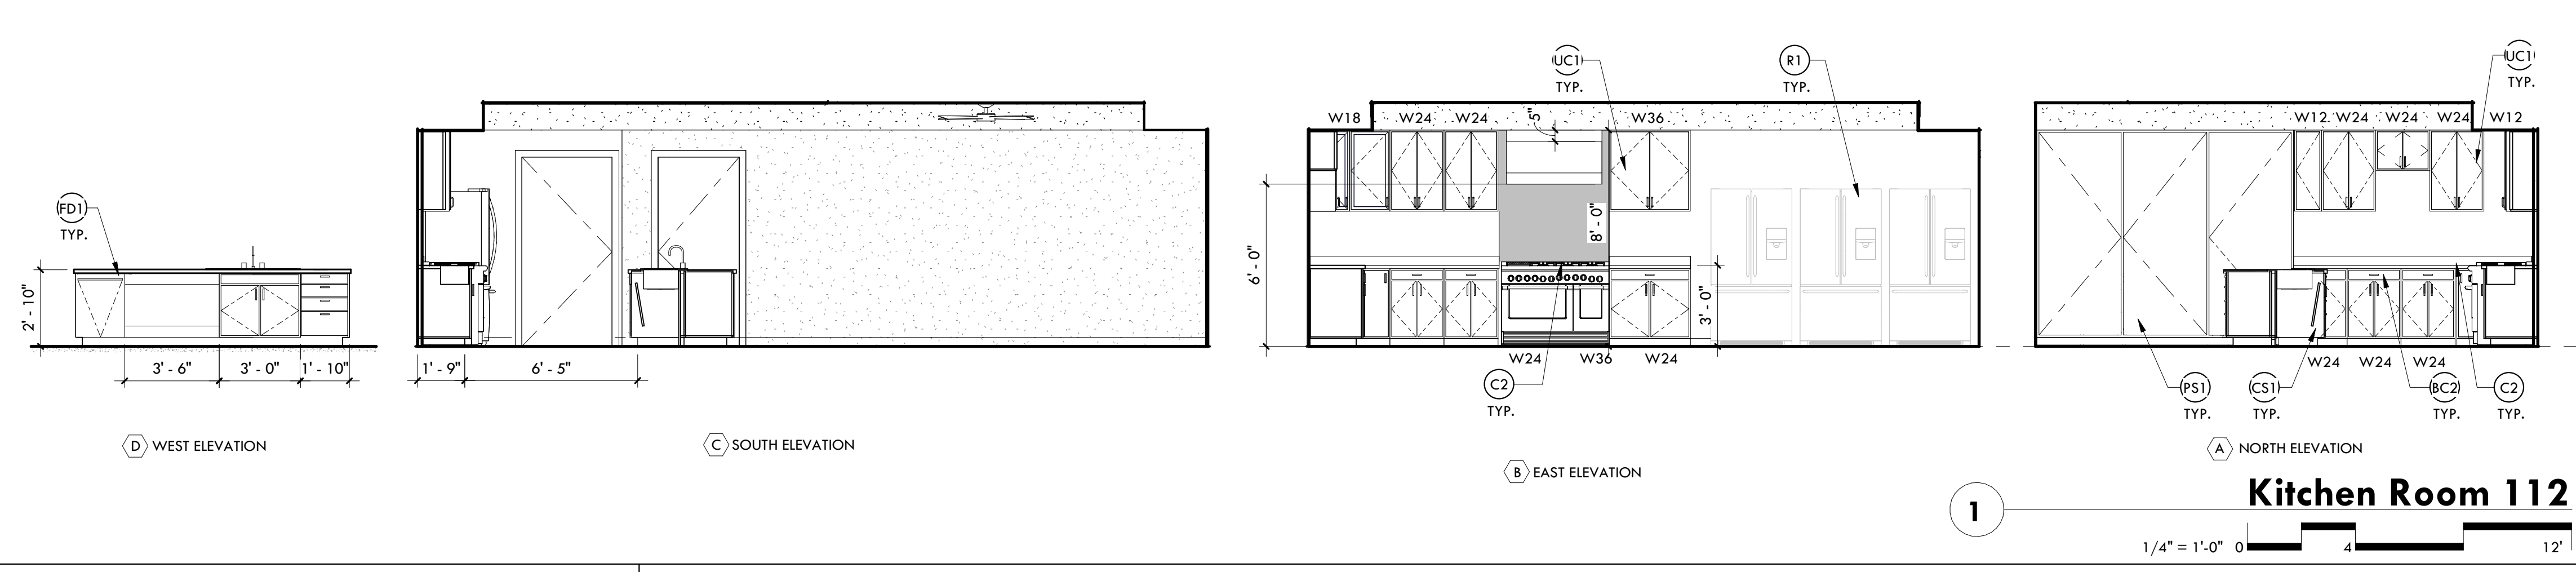 FD1
TYP.
2' - 10"
3' - 6"
3' - 0"
1' - 10"
D WEST ELEVATION
1' - 9"
6' - 5"
C SOUTH ELEVATION
UC1
TYP.
R1
TYP.
W18 W24 W24 5" W36
6' - 0"
8' - 0"
3' - 0"
W24 W36 W24
C2
TYP.
B EAST ELEVATION
UC1
TYP.
W12 W24 W24 W24 W12
W24 W24 W24
PS1
TYP.
CS1
TYP.
BC2
TYP.
C2
TYP.
A NORTH ELEVATION
1 Kitchen Room 112
1/4" = 1'-0" 0 4 12'